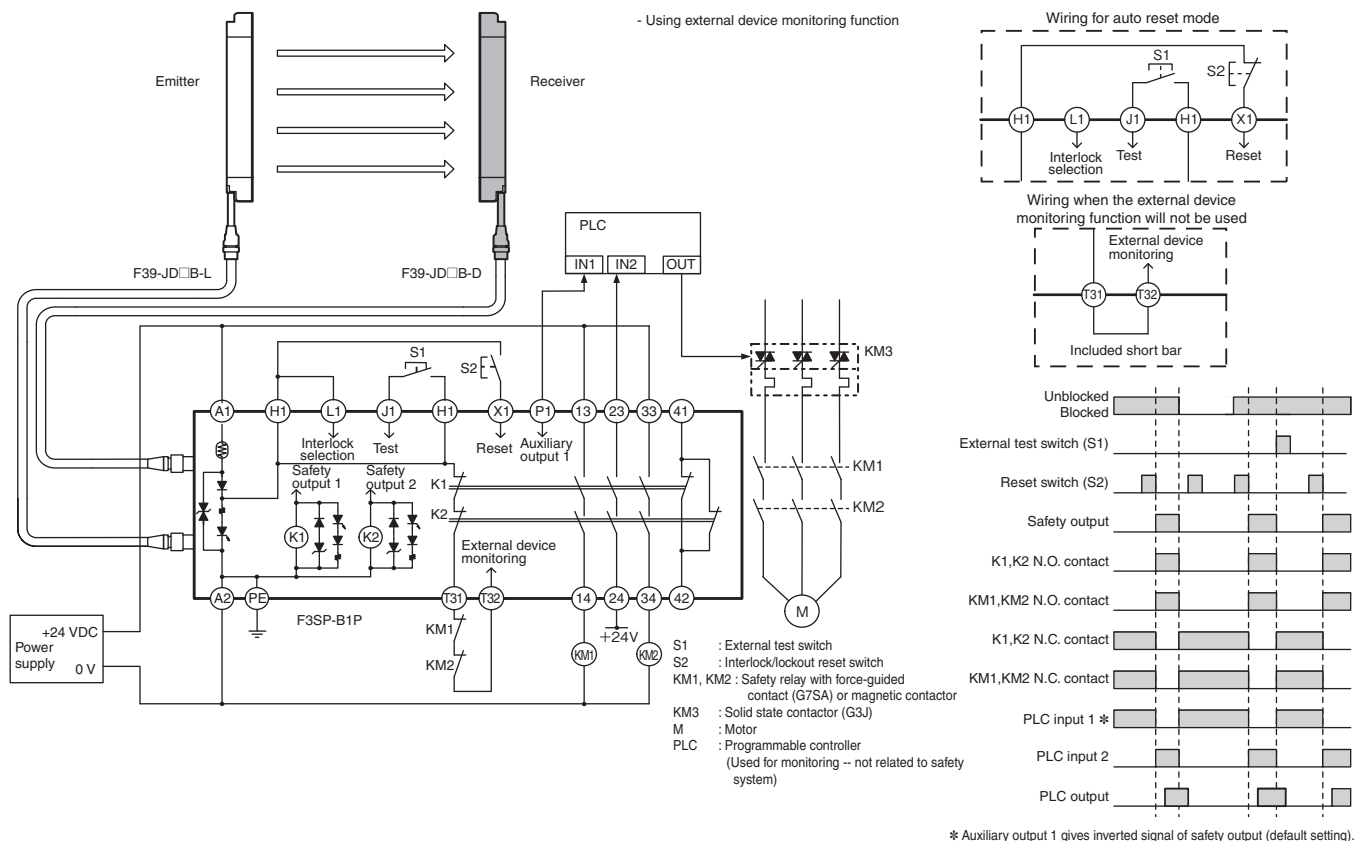 - Using external device monitoring function
Wiring for auto reset mode
Emitter
Receiver
S1
S2
H1
L1
J1
H1
X1
Interlock
selection
Test
Reset
Wiring when the external device
monitoring function will not be used
External device
monitoring
T31
T32
Included short bar
F39-JD□B-L
F39-JD□B-D
PLC
IN1
IN2
OUT
KM3
S1
S2
A1
H1
L1
J1
H1
X1
P1
13
23
33
41
Interlock
selection
Test
Reset
Auxiliary
output 1
Safety
output 1
Safety
output 2
K1
K2
K1
K2
External device
monitoring
KM1
KM2
M
A2
PE
F3SP-B1P
T31
T32
14
24
34
42
KM1
KM2
KM1
+24V
KM2
+24 VDC
Power
supply
0 V
S1 : External test switch
S2 : Interlock/lockout reset switch
KM1, KM2 : Safety relay with force-guided
contact (G7SA) or magnetic contactor
KM3 : Solid state contactor (G3J)
M : Motor
PLC : Programmable controller
(Used for monitoring -- not related to safety
system)
Unblocked
Blocked
External test switch (S1)
Reset switch (S2)
Safety output
K1,K2 N.O. contact
KM1,KM2 N.O. contact
K1,K2 N.C. contact
KM1,KM2 N.C. contact
PLC input 1 ✻
PLC input 2
PLC output
✻ Auxiliary output 1 gives inverted signal of safety output (default setting).